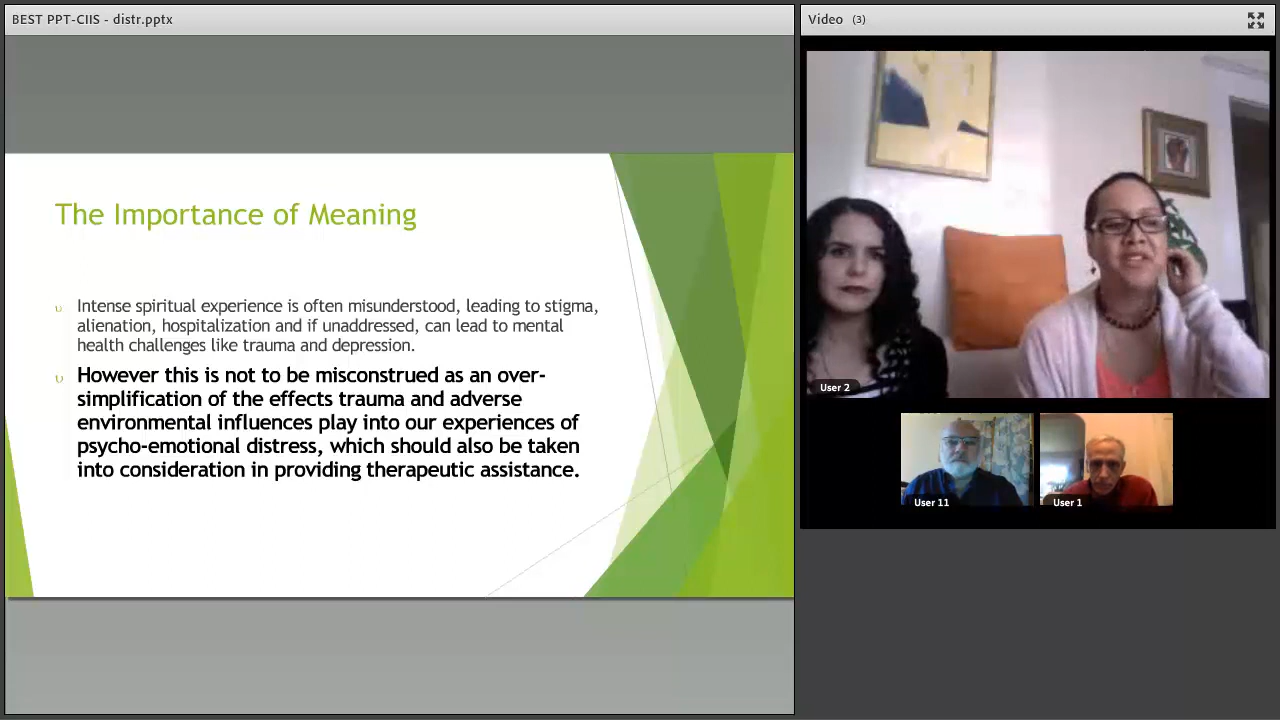 BEST PPT-CIIS - distr.pptx
Video (3)
The Importance of Meaning
Intense spiritual experience is often misunderstood, leading to stigma,
alienation, hospitalization and if unaddressed, can lead to mental
health challenges like trauma and depression.
However this is not to be misconstrued as an over-
simplification of the effects trauma and adverse
environmental influences play into our experiences of
psycho-emotional distress, which should also be taken
into consideration in providing therapeutic assistance.
User 2
User 11
User 1